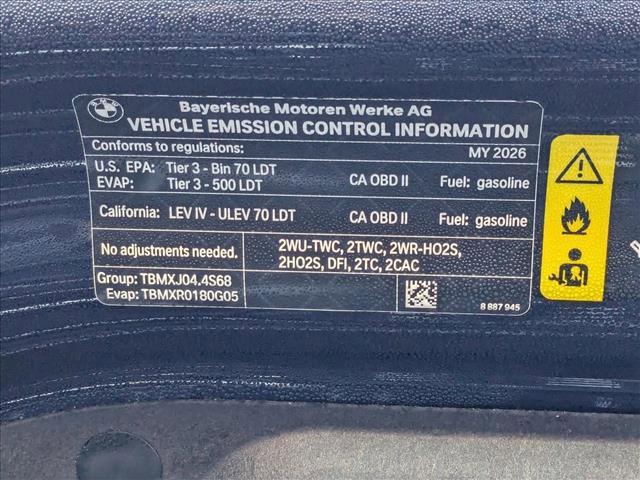 BMW
Bayerische Motoren Werke AG
VEHICLE EMISSION CONTROL INFORMATION
Conforms to regulations: MY 2026
U.S. EPA: Tier 3 - Bin 70 LDT CA OBD II Fuel: gasoline
EVAP: Tier 3 - 500 LDT
California: LEV IV - ULEV 70 LDT CA OBD II Fuel: gasoline
No adjustments needed. 2WU-TWC, 2TWC, 2WR-HO2S,
2HO2S, DFI, 2TC, 2CAC
Group: TBMXJ04.4S68
Evap: TBMXR0180G05
8 887 945